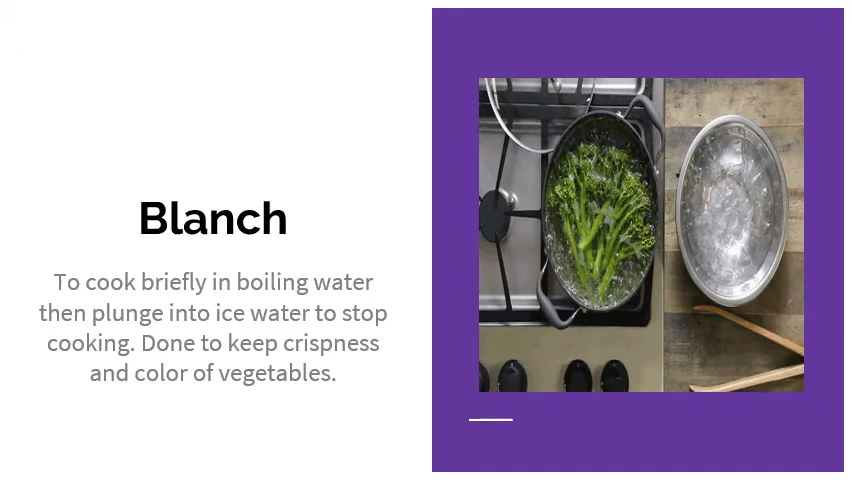 Blanch
To cook briefly in boiling water
then plunge into ice water to stop
cooking. Done to keep crispness
and color of vegetables.